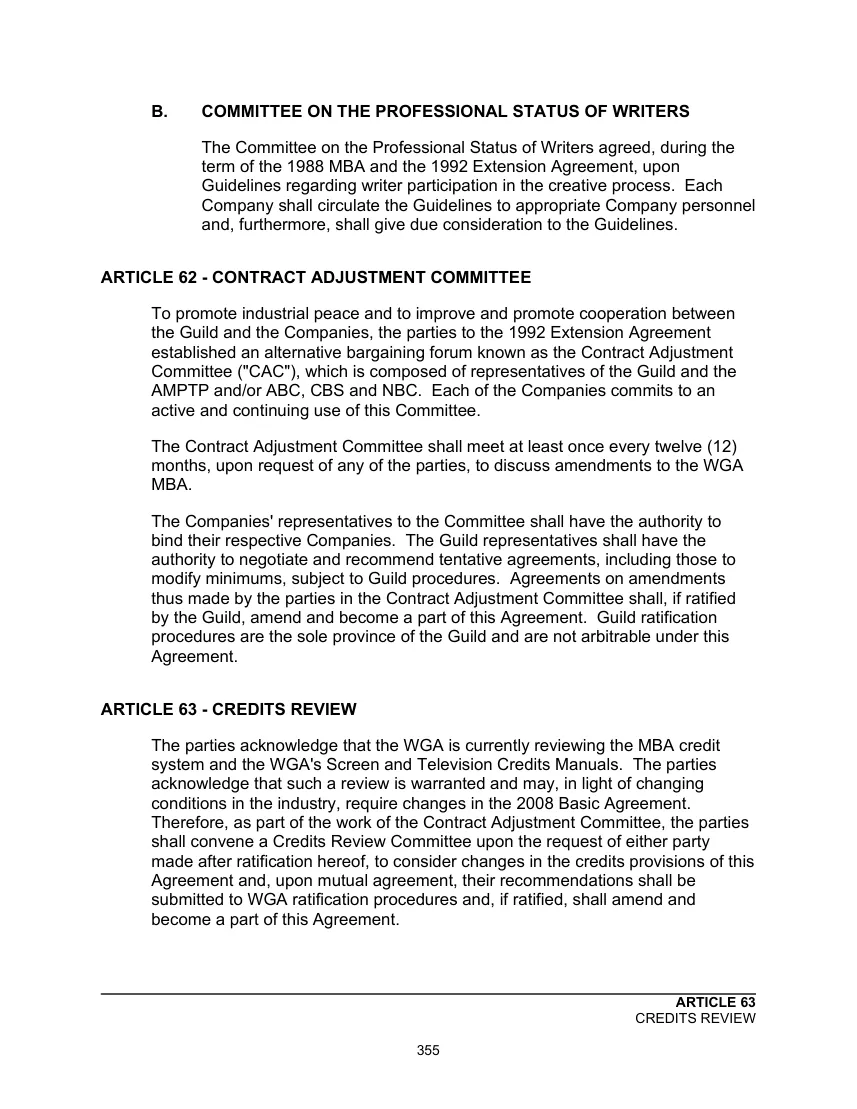 B. COMMITTEE ON THE PROFESSIONAL STATUS OF WRITERS
The Committee on the Professional Status of Writers agreed, during the
term of the 1988 MBA and the 1992 Extension Agreement, upon
Guidelines regarding writer participation in the creative process.  Each
Company shall circulate the Guidelines to appropriate Company personnel
and, furthermore, shall give due consideration to the Guidelines.
ARTICLE 62 - CONTRACT ADJUSTMENT COMMITTEE
To promote industrial peace and to improve and promote cooperation between
the Guild and the Companies, the parties to the 1992 Extension Agreement
established an alternative bargaining forum known as the Contract Adjustment
Committee ("CAC"), which is composed of representatives of the Guild and the
AMPTP and/or ABC, CBS and NBC.  Each of the Companies commits to an
active and continuing use of this Committee.
The Contract Adjustment Committee shall meet at least once every twelve (12)
months, upon request of any of the parties, to discuss amendments to the WGA
MBA.
The Companies' representatives to the Committee shall have the authority to
bind their respective Companies.  The Guild representatives shall have the
authority to negotiate and recommend tentative agreements, including those to
modify minimums, subject to Guild procedures.  Agreements on amendments
thus made by the parties in the Contract Adjustment Committee shall, if ratified
by the Guild, amend and become a part of this Agreement.  Guild ratification
procedures are the sole province of the Guild and are not arbitrable under this
Agreement.
ARTICLE 63 - CREDITS REVIEW
The parties acknowledge that the WGA is currently reviewing the MBA credit
system and the WGA's Screen and Television Credits Manuals.  The parties
acknowledge that such a review is warranted and may, in light of changing
conditions in the industry, require changes in the 2008 Basic Agreement.
Therefore, as part of the work of the Contract Adjustment Committee, the parties
shall convene a Credits Review Committee upon the request of either party
made after ratification hereof, to consider changes in the credits provisions of this
Agreement and, upon mutual agreement, their recommendations shall be
submitted to WGA ratification procedures and, if ratified, shall amend and
become a part of this Agreement.
ARTICLE 63
CREDITS REVIEW
355